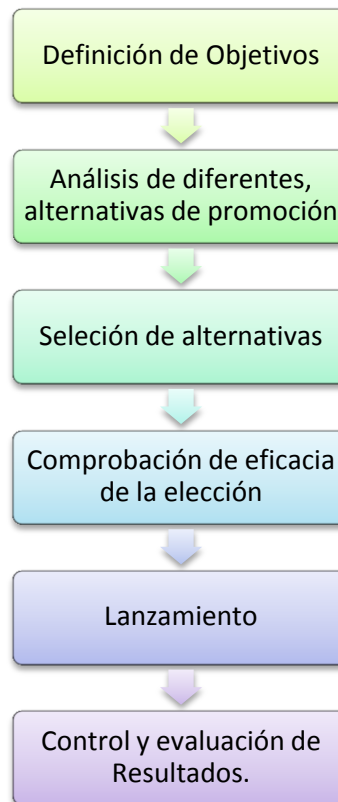 Definición de Objetivos
Análisis de diferentes,
alternativas de promoción
Seleción de alternativas
Comprobación de eficacia
de la elección
Lanzamiento
Control y evaluación de
Resultados.